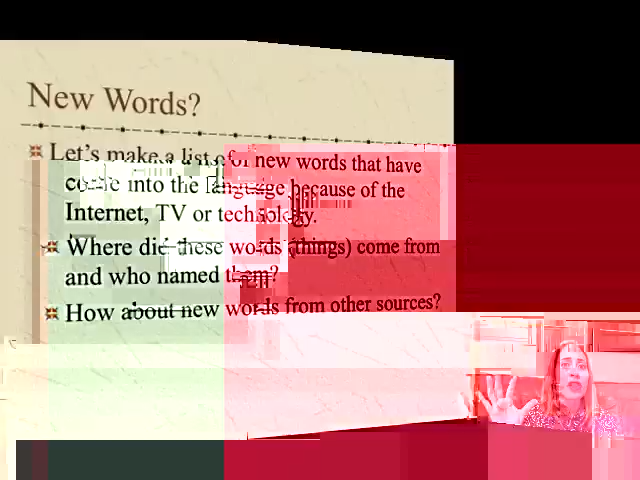 New Words?
Let's make a list of new words that have
come into the language because of the
Internet, TV or technology.
Where did these words (things) come from
and who named them?
How about new words from other sources?